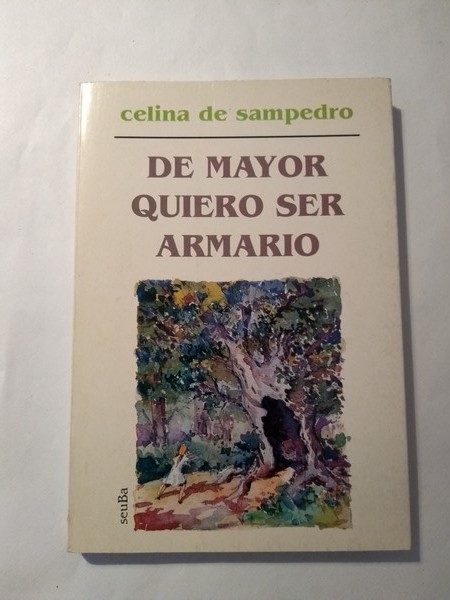 celina de sampedro
DE MAYOR
QUIERO SER
ARMARIO
seuBa